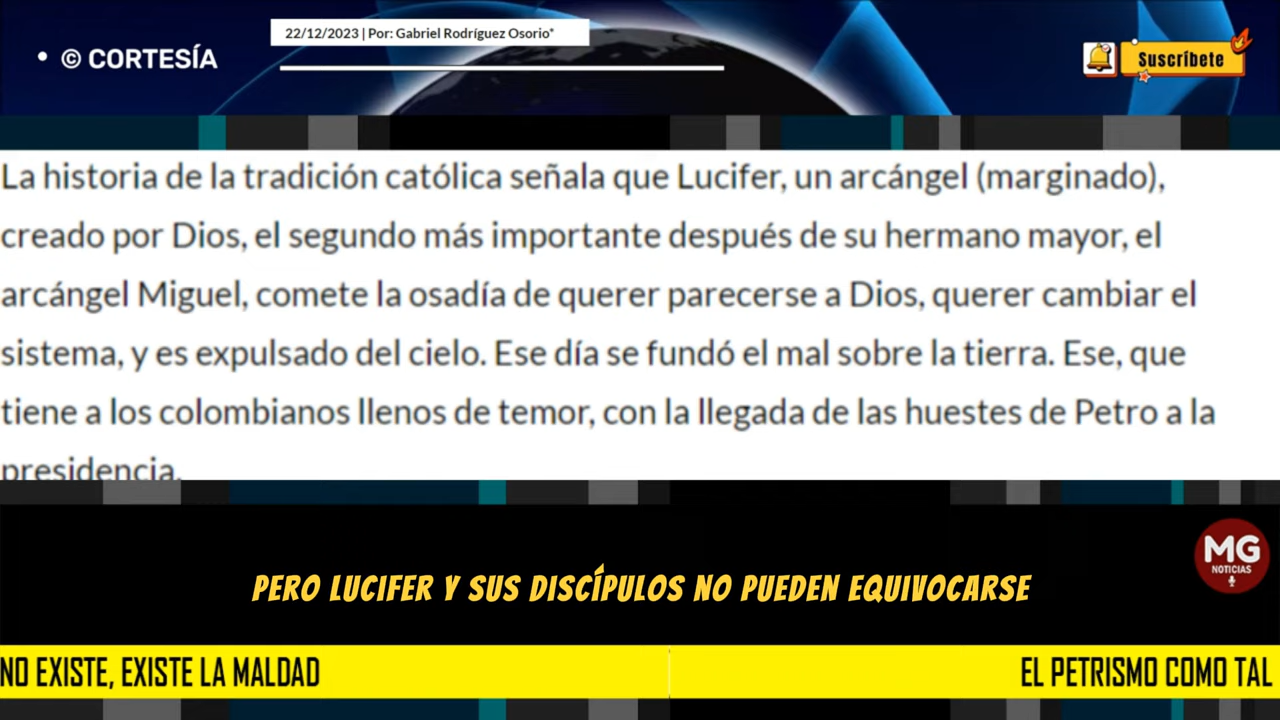 22/12/2023 | Por: Gabriel Rodríguez Osorio*
• © CORTESÍA
Suscríbete
La historia de la tradición católica señala que Lucifer, un arcángel (marginado),
creado por Dios, el segundo más importante después de su hermano mayor, el
arcángel Miguel, comete la osadía de querer parecerse a Dios, querer cambiar el
sistema, y es expulsado del cielo. Ese día se fundó el mal sobre la tierra. Ese, que
tiene a los colombianos llenos de temor, con la llegada de las huestes de Petro a la
presidencia.
MG
NOTICIAS
PERO LUCIFER Y SUS DISCÍPULOS NO PUEDEN EQUIVOCARSE
NO EXISTE, EXISTE LA MALDAD
EL PETRISMO COMO TAL